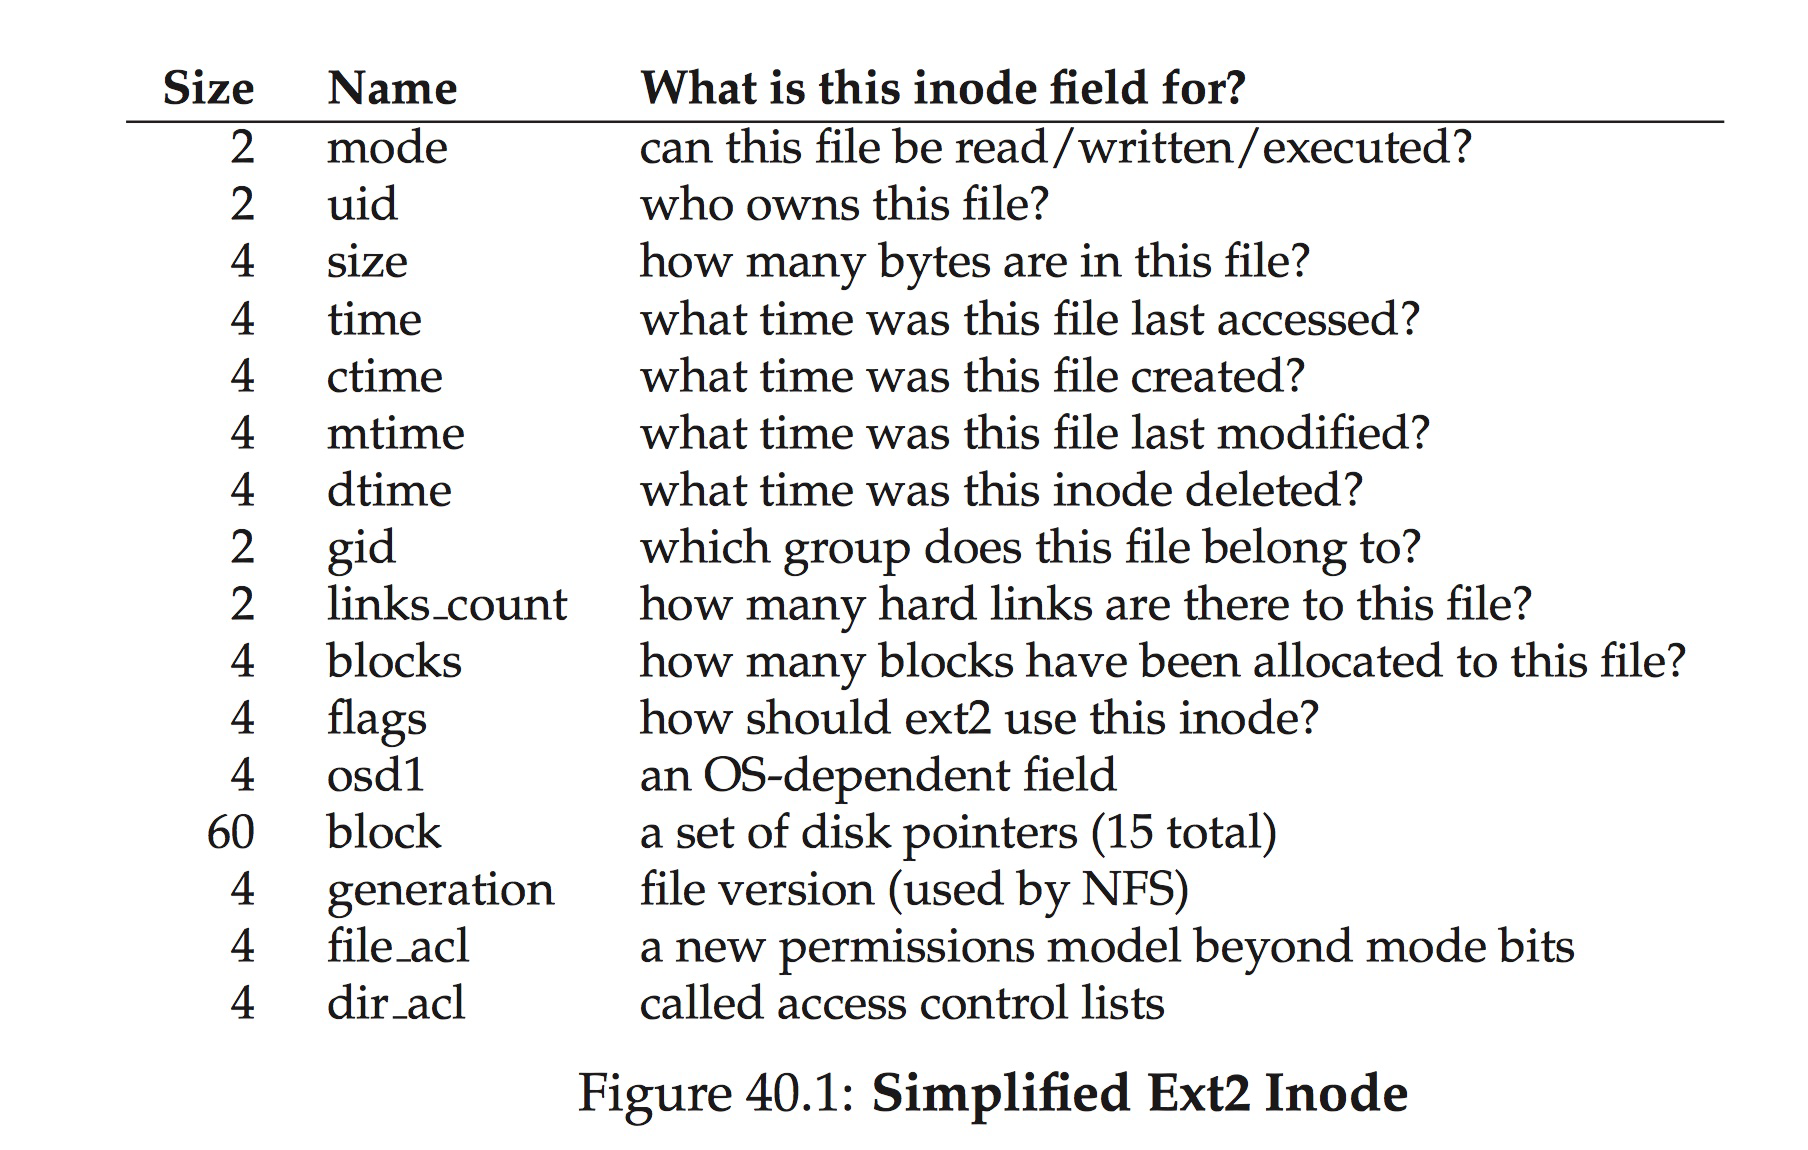 Size Name What is this inode field for?
2 mode can this file be read/written/executed?
2 uid who owns this file?
4 size how many bytes are in this file?
4 time what time was this file last accessed?
4 ctime what time was this file created?
4 mtime what time was this file last modified?
4 dtime what time was this inode deleted?
2 gid which group does this file belong to?
2 links_count how many hard links are there to this file?
4 blocks how many blocks have been allocated to this file?
4 flags how should ext2 use this inode?
4 osd1 an OS-dependent field
60 block a set of disk pointers (15 total)
4 generation file version (used by NFS)
4 file_acl a new permissions model beyond mode bits
4 dir_acl called access control lists
Figure 40.1: Simplified Ext2 Inode